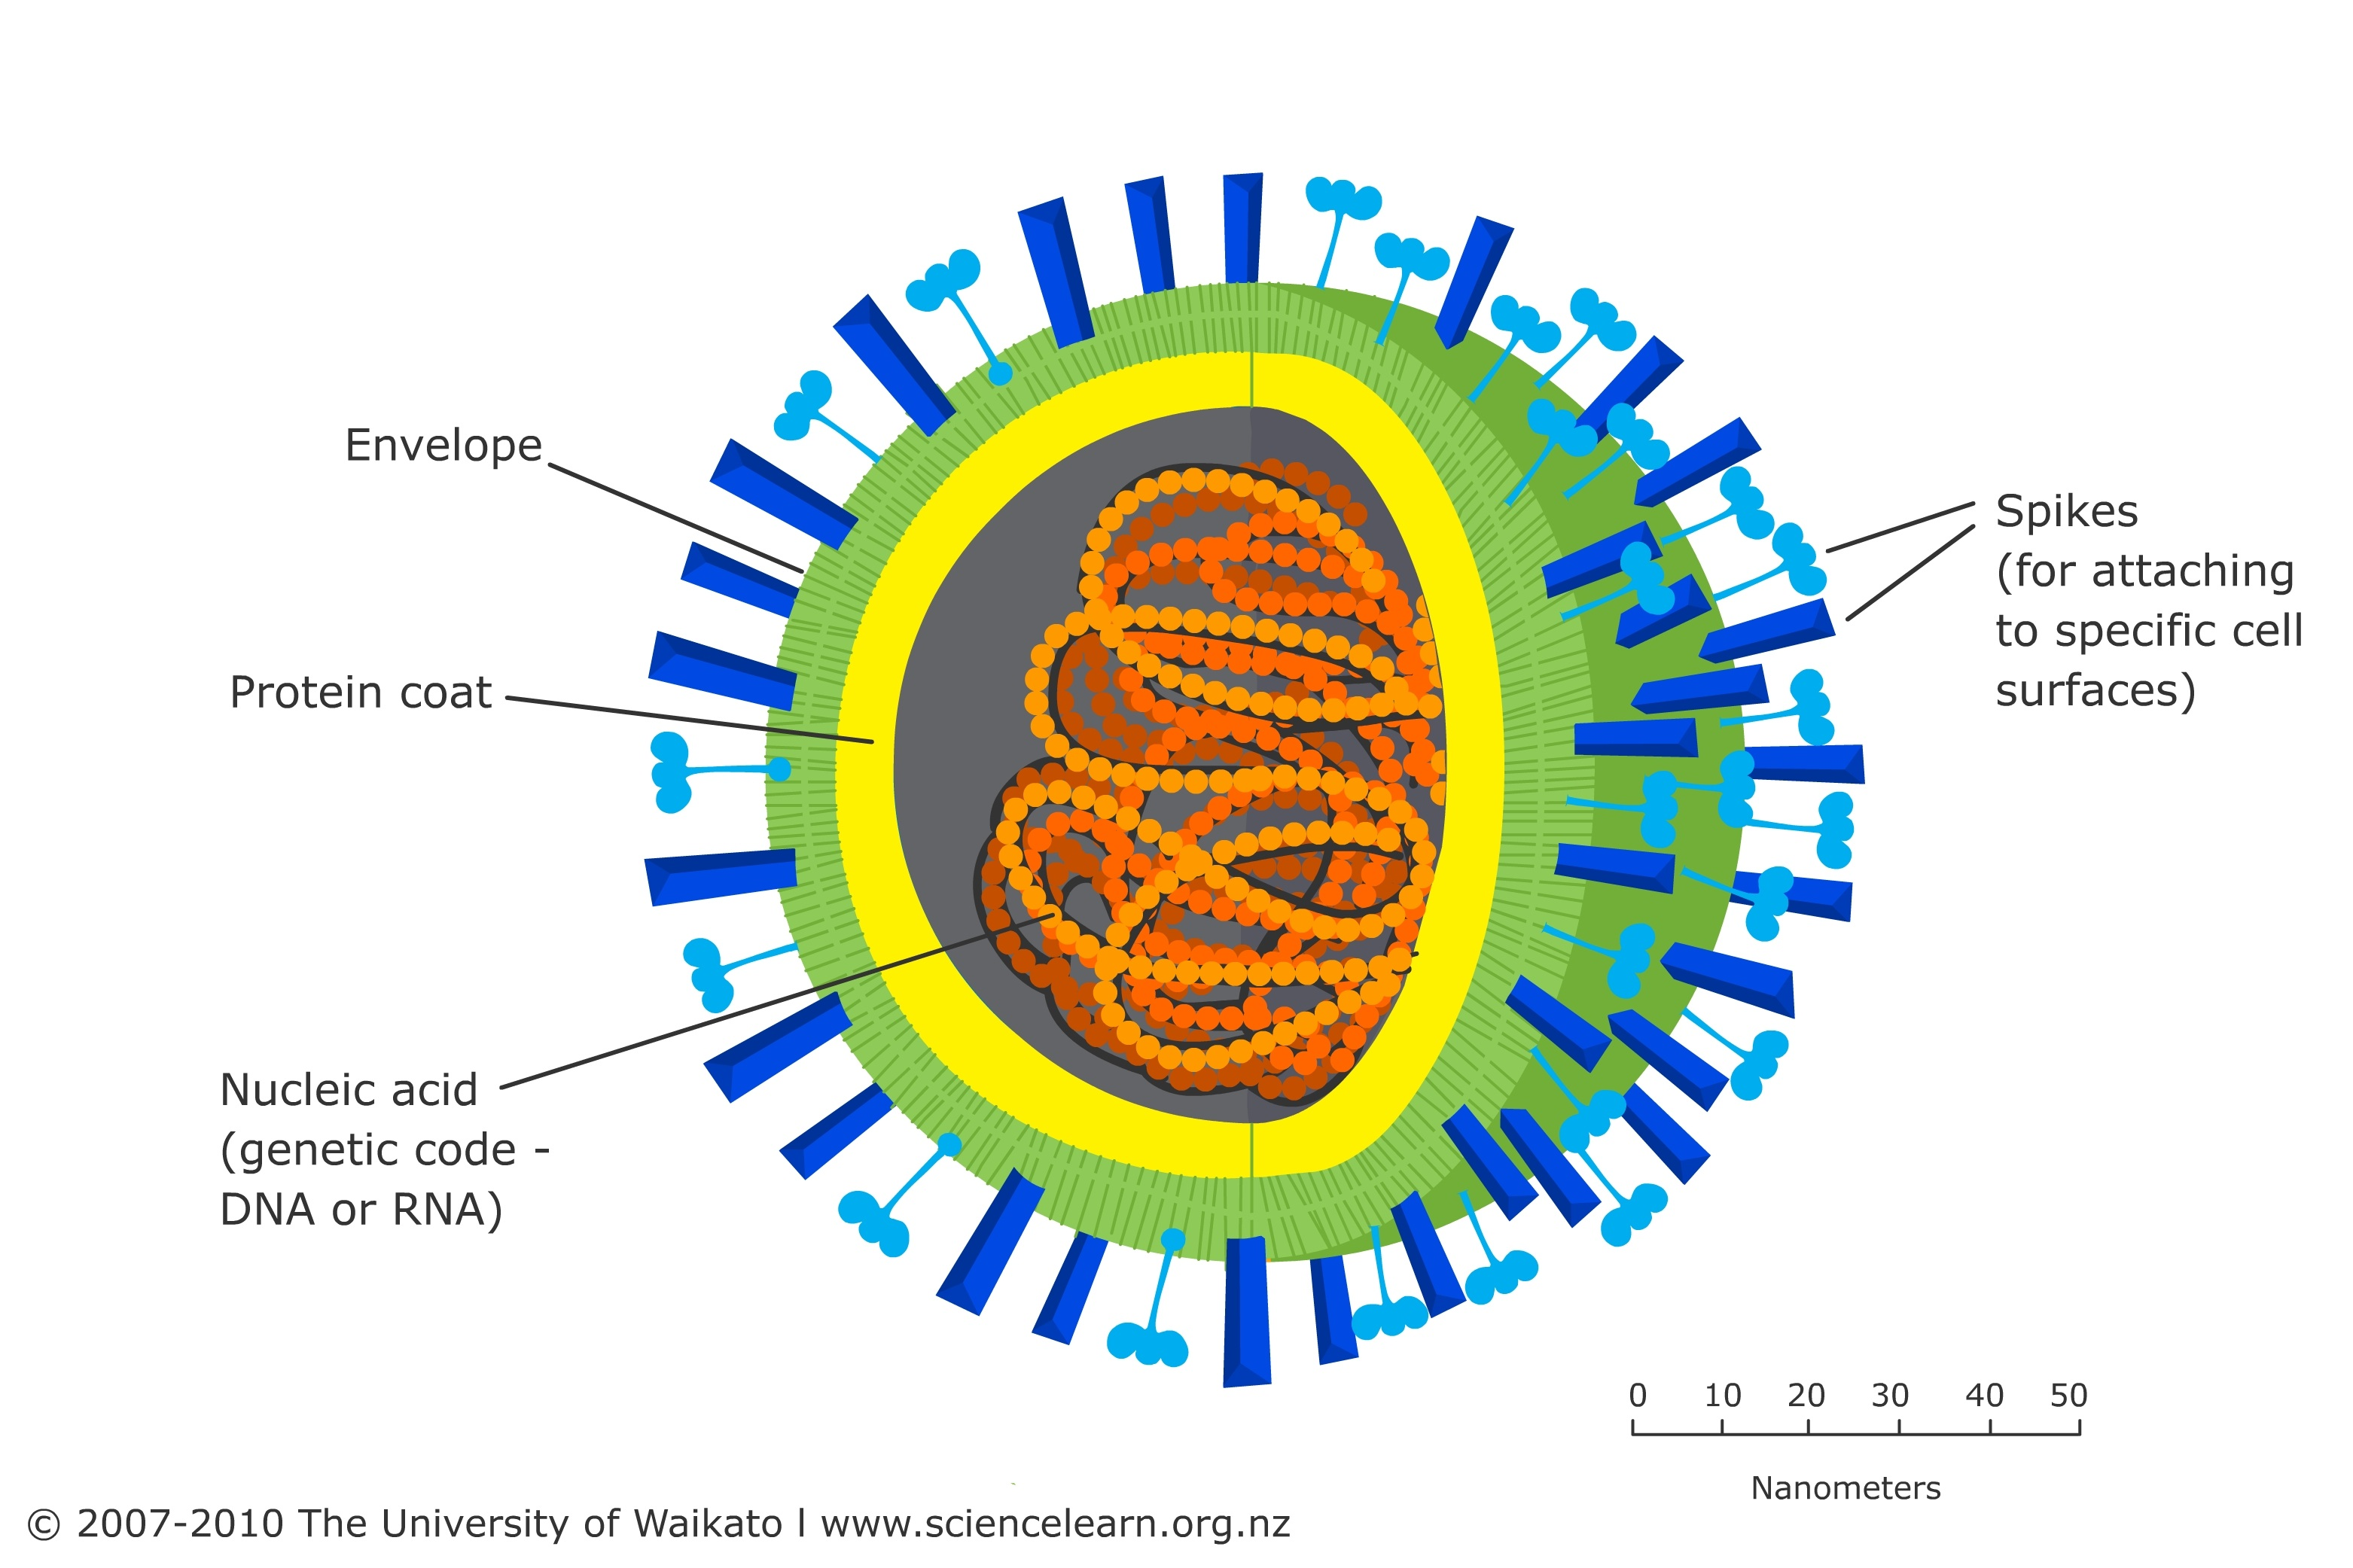 Envelope
Protein coat
Nucleic acid
(genetic code -
DNA or RNA)
Spikes
(for attaching
to specific cell
surfaces)
0 10 20 30 40 50
Nanometers
© 2007-2010 The University of Waikato I www.sciencelearn.org.nz